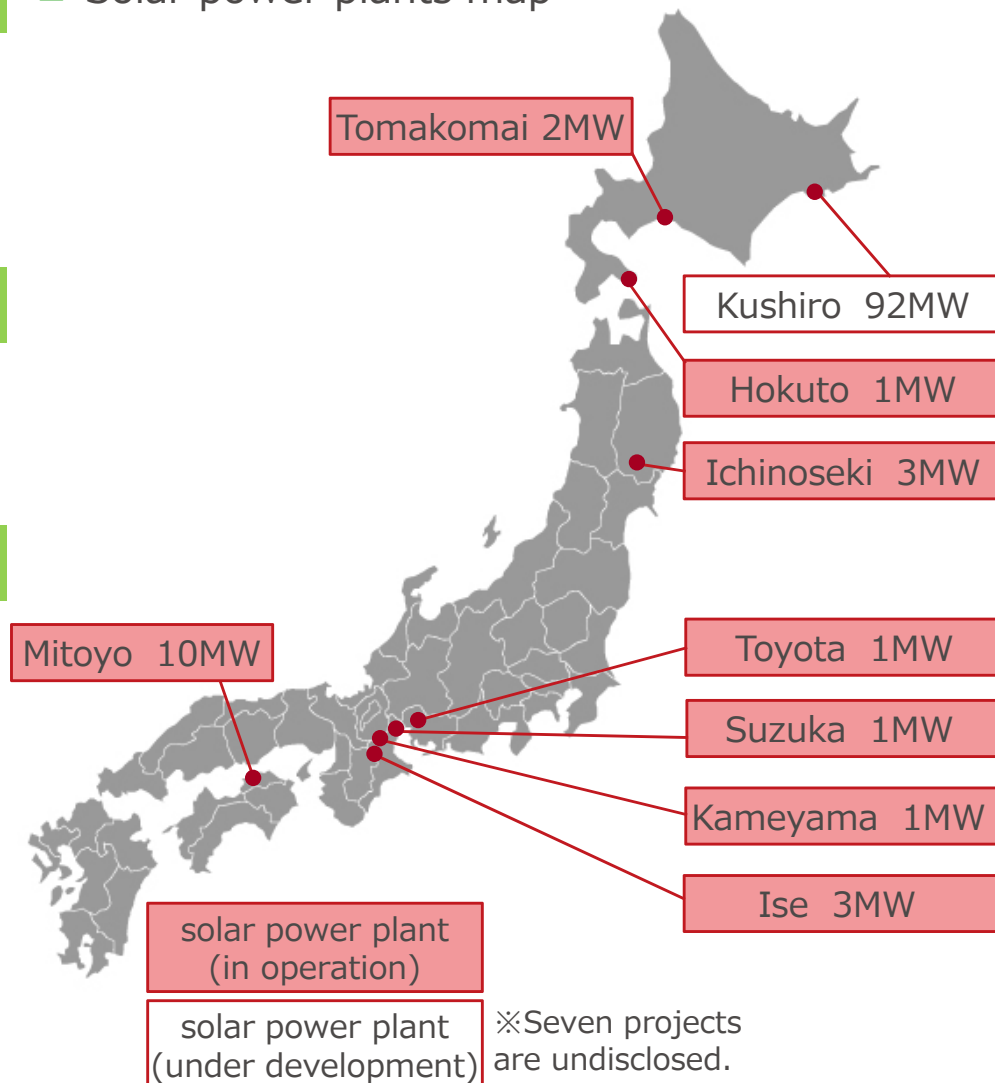 Solar power plants map
Tomakomai 2MW
Kushiro 92MW
Hokuto 1MW
Ichinoseki 3MW
Mitoyo 10MW
Toyota 1MW
Suzuka 1MW
Kameyama 1MW
Ise 3MW
solar power plant
(in operation)
solar power plant
(under development)
※Seven projects
are undisclosed.